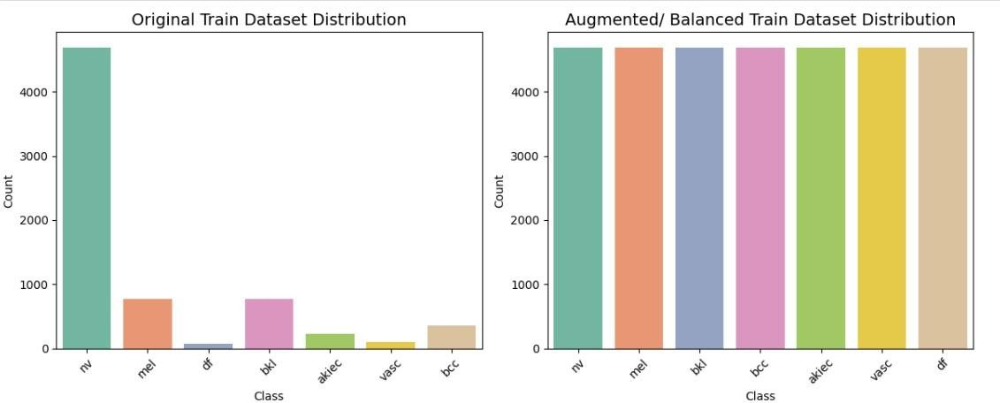 Original Train Dataset Distribution
Count
4000
3000
2000
1000
0
nv
mel
df
bkl
akiec
vasc
bcc
Class
Augmented/ Balanced Train Dataset Distribution
Count
4000
3000
2000
1000
0
nv
mel
bkl
bcc
akiec
vasc
df
Class